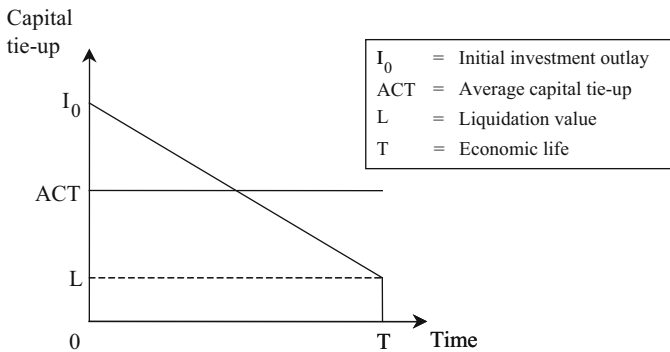 Capital
tie-up
I₀ = Initial investment outlay
ACT = Average capital tie-up
L = Liquidation value
T = Economic life
I₀
ACT
L
0 T Time